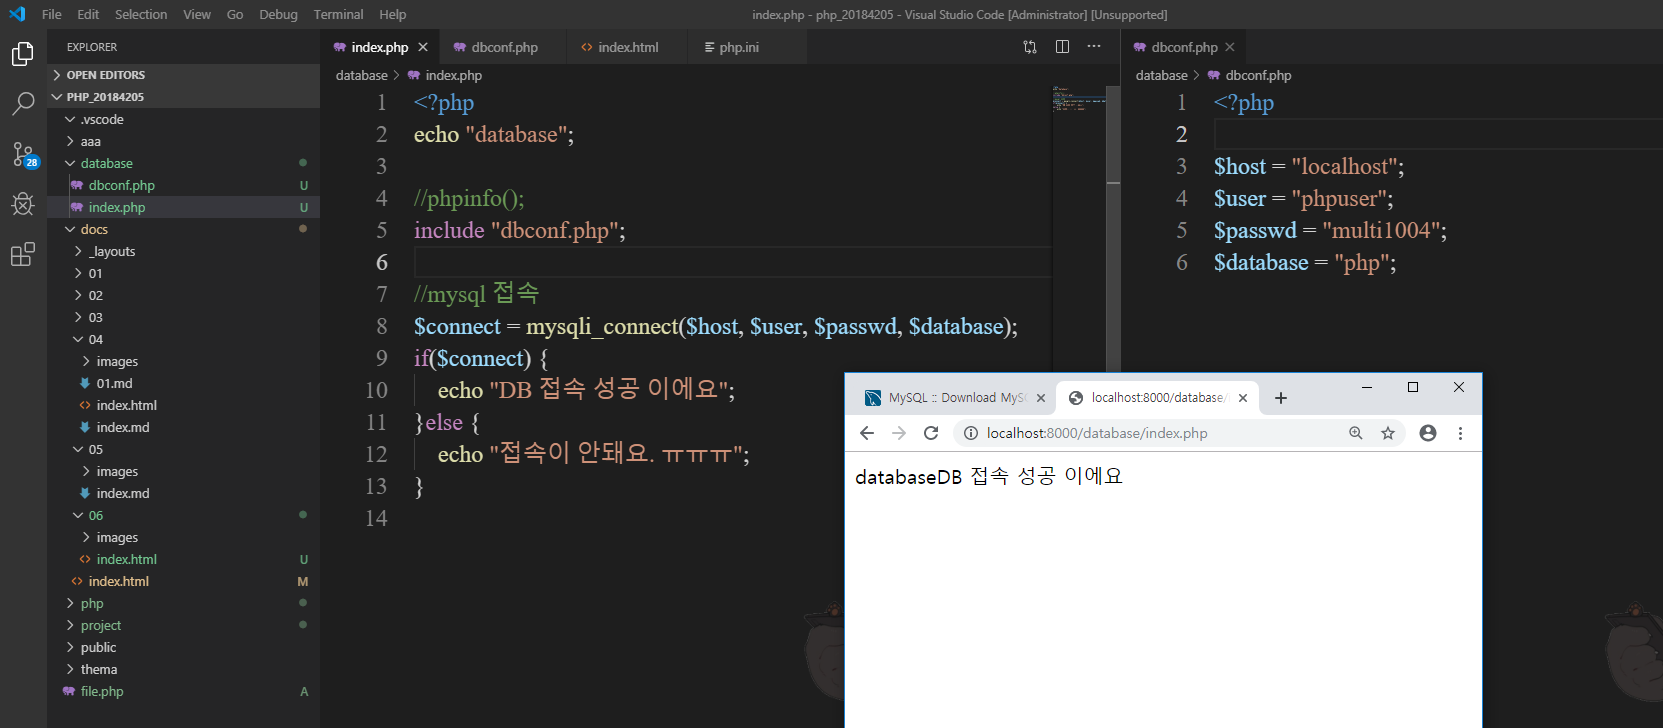 File Edit Selection View Go Debug Terminal Help
index.php - php_20184205 - Visual Studio Code [Administrator] [Unsupported]
EXPLORER
OPEN EDITORS
PHP_20184205
.vscode
aaa
database
dbconf.php U
index.php U
docs
_layouts
01
02
03
04
images
01.md
index.html
index.md
05
images
index.md
06
images
index.html U
index.html M
php
project
public
thema
file.php A
28
index.php dbconf.php index.html php.ini
database > index.php
1 <?php
2 echo "database";
3
4 //phpinfo();
5 include "dbconf.php";
6
7 //mysql 접속
8 $connect = mysqli_connect($host, $user, $passwd, $database);
9 if($connect) {
10 echo "DB 접속 성공 이에요";
11 }else {
12 echo "접속이 안돼요. ㅠㅠㅠ";
13 }
14
dbconf.php
database > dbconf.php
1 <?php
2
3 $host = "localhost";
4 $user = "phpuser";
5 $passwd = "multi1004";
6 $database = "php";
MySQL :: Download MyS
localhost:8000/database/
localhost:8000/database/index.php
databaseDB 접속 성공 이에요